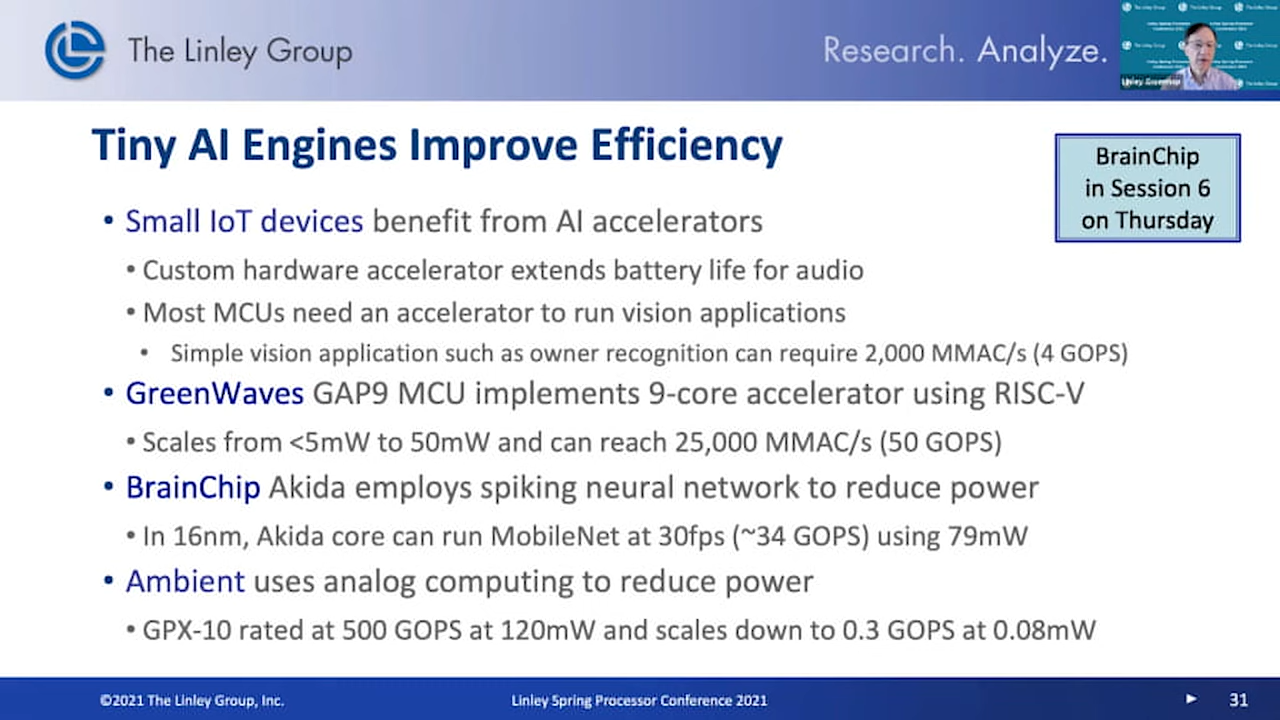 The Linley Group
Research. Analyze.
Linley Gwennap
Tiny AI Engines Improve Efficiency
BrainChip
in Session 6
on Thursday
• Small IoT devices benefit from AI accelerators
• Custom hardware accelerator extends battery life for audio
• Most MCUs need an accelerator to run vision applications
• Simple vision application such as owner recognition can require 2,000 MMAC/s (4 GOPS)
• GreenWaves GAP9 MCU implements 9-core accelerator using RISC-V
• Scales from <5mW to 50mW and can reach 25,000 MMAC/s (50 GOPS)
• BrainChip Akida employs spiking neural network to reduce power
• In 16nm, Akida core can run MobileNet at 30fps (~34 GOPS) using 79mW
• Ambient uses analog computing to reduce power
• GPX-10 rated at 500 GOPS at 120mW and scales down to 0.3 GOPS at 0.08mW
©2021 The Linley Group, Inc.
Linley Spring Processor Conference 2021
31